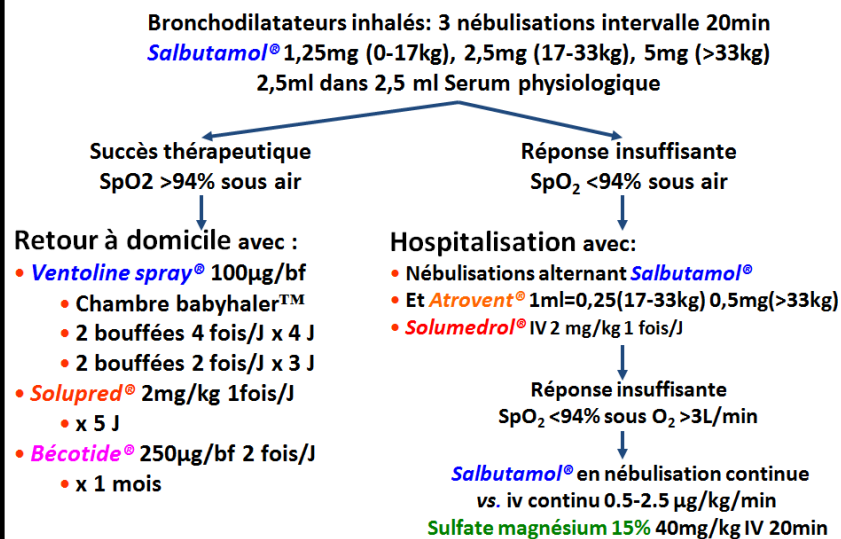 Bronchodilatateurs inhalés: 3 nébulisations intervalle 20min
Salbutamol® 1,25mg (0-17kg), 2,5mg (17-33kg), 5mg (>33kg)
2,5ml dans 2,5 ml Serum physiologique
Succès thérapeutique
SpO2 >94% sous air
Retour à domicile avec :
• Ventoline spray® 100µg/bf
• Chambre babyhaler™
• 2 bouffées 4 fois/J x 4 J
• 2 bouffées 2 fois/J x 3 J
• Solupred® 2mg/kg 1fois/J
• x 5 J
• Bécotide® 250µg/bf 2 fois/J
• x 1 mois
Réponse insuffisante
SpO₂ <94% sous air
Hospitalisation avec:
• Nébulisations alternant Salbutamol®
• Et Atrovent® 1ml=0,25(17-33kg) 0,5mg(>33kg)
• Solumedrol® IV 2 mg/kg 1 fois/J
Réponse insuffisante
SpO₂ <94% sous O₂ >3L/min
Salbutamol® en nébulisation continue
vs. iv continu 0.5-2.5 µg/kg/min
Sulfate magnésium 15% 40mg/kg IV 20min